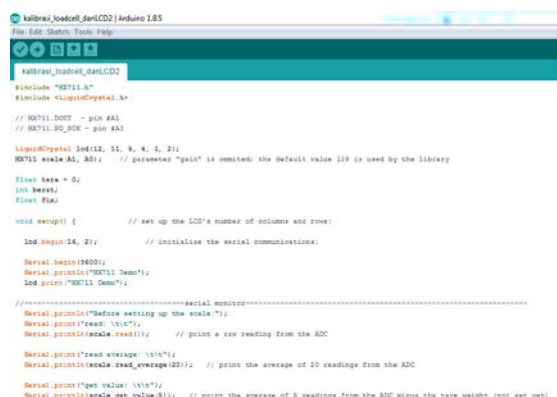 kalibrasi_loadcell_danLCD2 | Arduino 1.8.5
File Edit Sketch Tools Help
kalibrasi_loadcell_danLCD2
#include "HX711.h"
#include <LiquidCrystal.h>
// HX711.DOUT - pin #A1
// HX711.PD_SCK - pin #A0
LiquidCrystal lcd(12, 11, 5, 4, 3, 2);
HX711 scale(A1, A0); // parameter "gain" is ommited; the default value 128 is used by the library
float tara = 0;
int berat;
float fix;
void setup() { // set up the LCD's number of columns and rows:
lcd.begin(16, 2); // initialize the serial communications:
Serial.begin(9600);
Serial.println("HX711 Demo");
lcd.print("HX711 Demo");
//-----------------------------------serial monitor-----------------------------------
Serial.println("Before setting up the scale:");
Serial.print("read: \t\t");
Serial.println(scale.read()); // print a raw reading from the ADC
Serial.print("read average: \t\t");
Serial.println(scale.read_average(20)); // print the average of 20 readings from the ADC
Serial.print("get value: \t\t");
Serial.println(scale.get_value(5)); // print the average of 5 readings from the ADC minus the tare weight (not set yet)